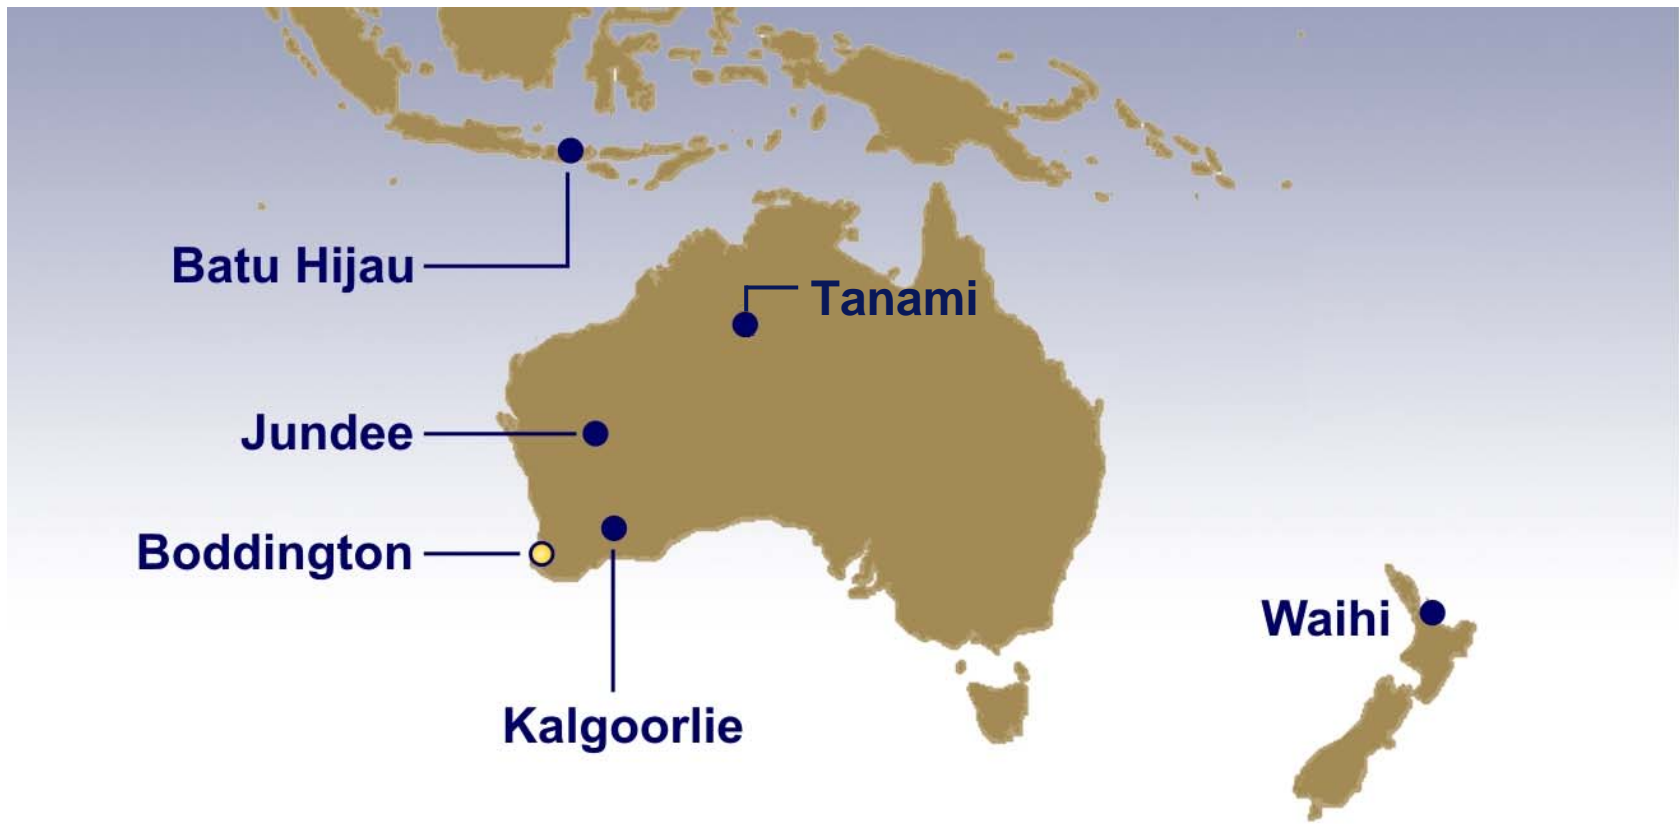 Batu Hijau
Tanami
Jundee
Boddington
Waihi
Kalgoorlie